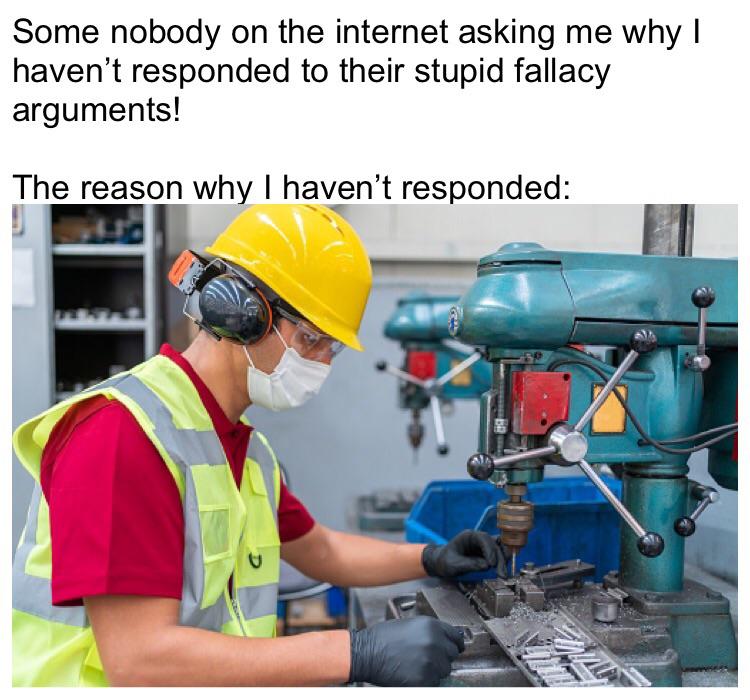 Some nobody on the internet asking me why I
haven’t responded to their stupid fallacy
arguments!
The reason why I haven’t responded: